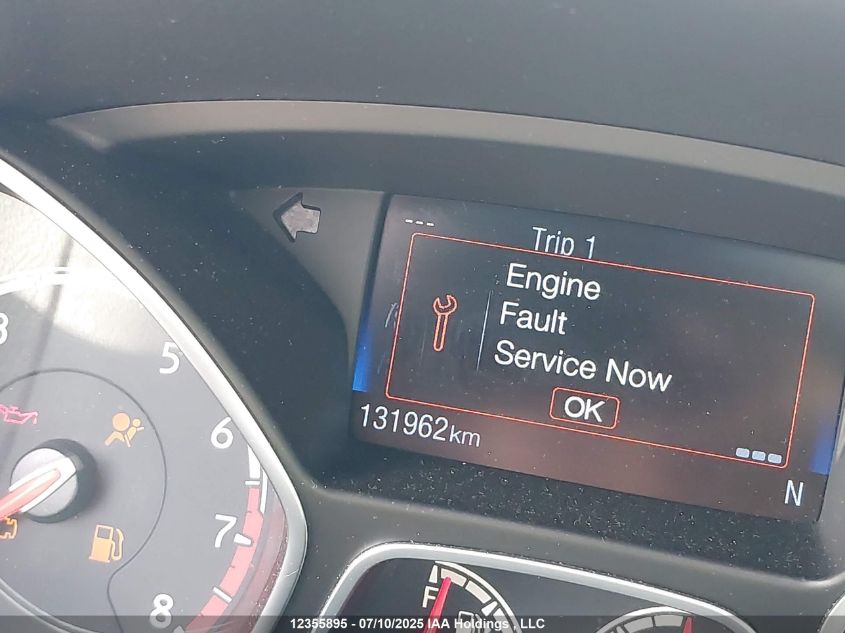 ---
Trip 1
Engine
Fault
Service Now
OK
131962km
N
5
6
7
8
F
12355895 - 07/10/2025 IAA Holdings, LLC